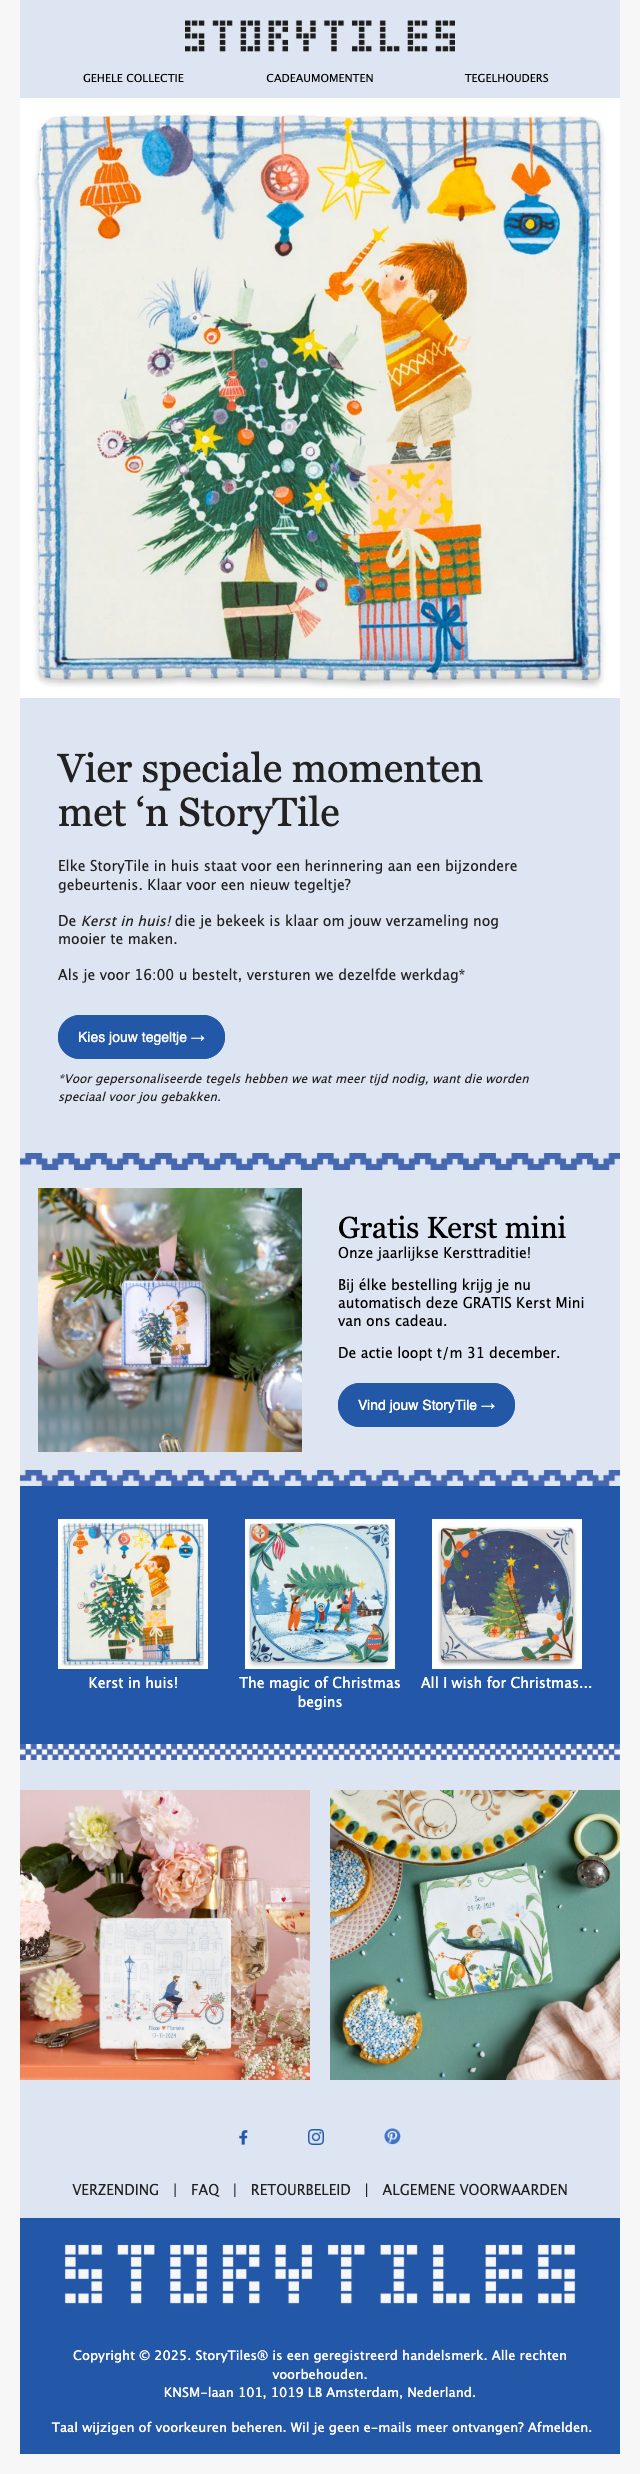 STORYTILES
GEHELE COLLECTIE
CADEAUMOMENTEN
TEGELHOUDERS
Vier speciale momenten
met ‘n StoryTile
Elke StoryTile in huis staat voor een herinnering aan een bijzondere
gebeurtenis. Klaar voor een nieuw tegeltje?
De Kerst in huis! die je bekeek is klaar om jouw verzameling nog
mooier te maken.
Als je voor 16:00 u bestelt, versturen we dezelfde werkdag*
Kies jouw tegeltje →
*Voor gepersonaliseerde tegels hebben we wat meer tijd nodig, want die worden
speciaal voor jou gebakken.
Gratis Kerst mini
Onze jaarlijkse Kersttraditie!
Bij élke bestelling krijg je nu
automatisch deze GRATIS Kerst Mini
van ons cadeau.
De actie loopt t/m 31 december.
Vind jouw StoryTile →
Kerst in huis!
The magic of Christmas
begins
All I wish for Christmas...
VERZENDING | FAQ | RETOURBELEID | ALGEMENE VOORWAARDEN
STORYTILES
Copyright © 2025. StoryTiles® is een geregistreerd handelsmerk. Alle rechten
voorbehouden.
KNSM-laan 101, 1019 LB Amsterdam, Nederland.
Taal wijzigen of voorkeuren beheren. Wil je geen e-mails meer ontvangen? Afmelden.